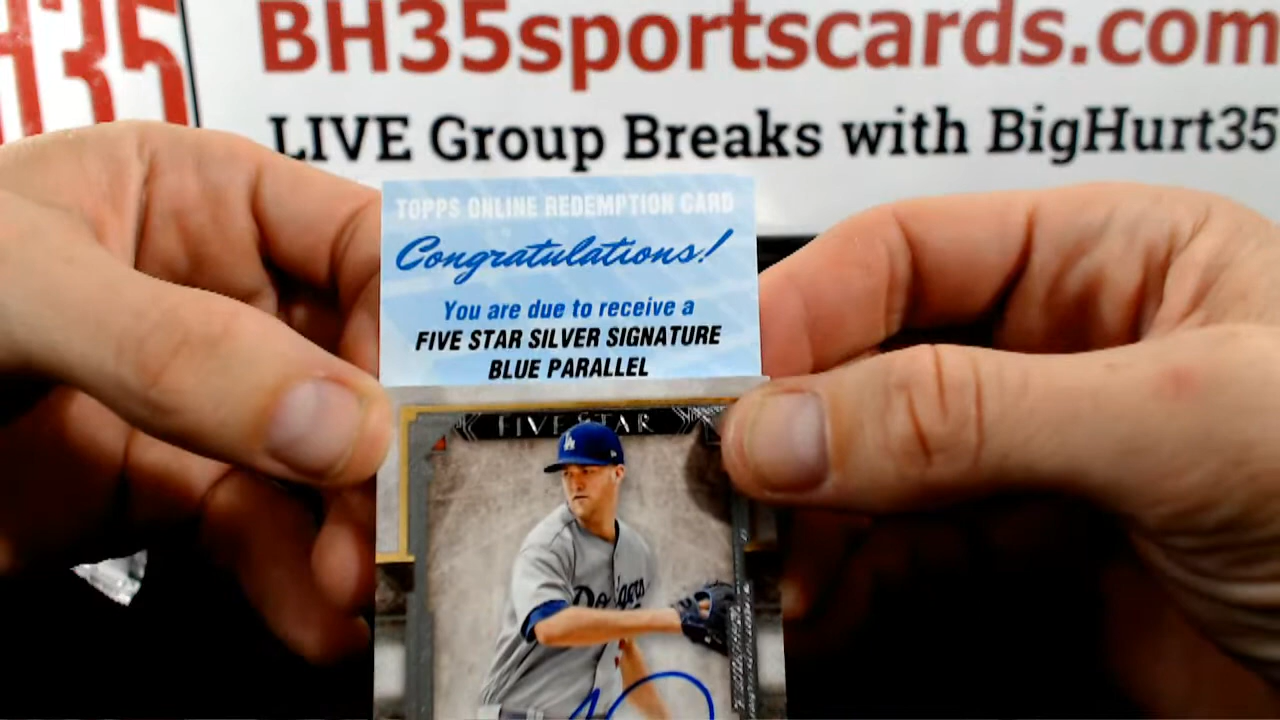 H35
BH35sportscards.com
LIVE Group Breaks with BigHurt35
TOPPS ONLINE REDEMPTION CARD
Congratulations!
You are due to receive a
FIVE STAR SILVER SIGNATURE
BLUE PARALLEL
FIVE STAR
LA
Dodgers